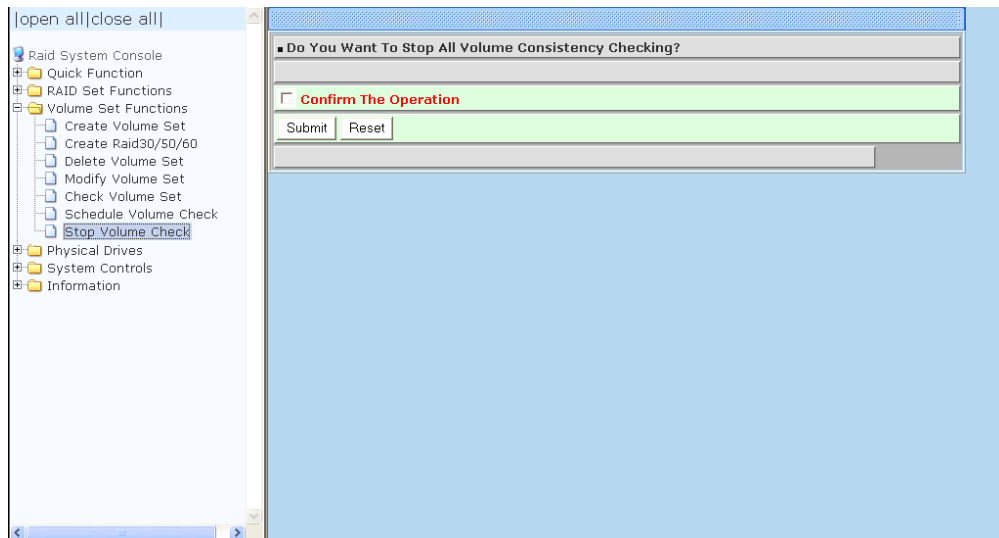 |open all|close all|
Raid System Console
Quick Function
RAID Set Functions
Volume Set Functions
Create Volume Set
Create Raid30/50/60
Delete Volume Set
Modify Volume Set
Check Volume Set
Schedule Volume Check
Stop Volume Check
Physical Drives
System Controls
Information
Do You Want To Stop All Volume Consistency Checking?
Confirm The Operation
Submit Reset